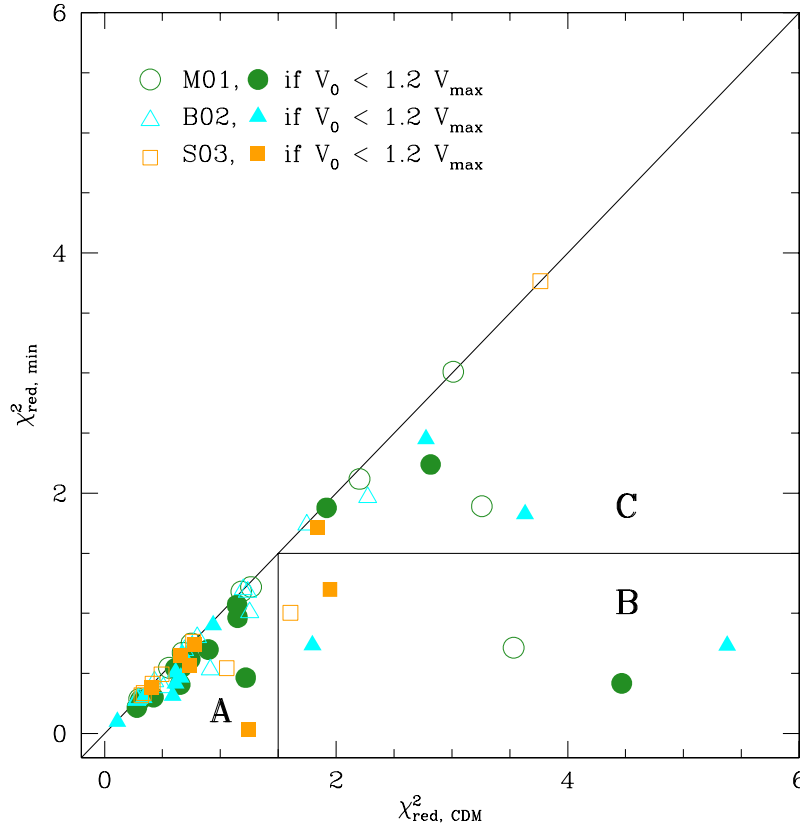 6
M01, if V₀ < 1.2 Vmax
B02, if V₀ < 1.2 Vmax
S03, if V₀ < 1.2 Vmax
4
χ²red, min
2
C
B
A
0
0 2 4 6
χ²red, CDM